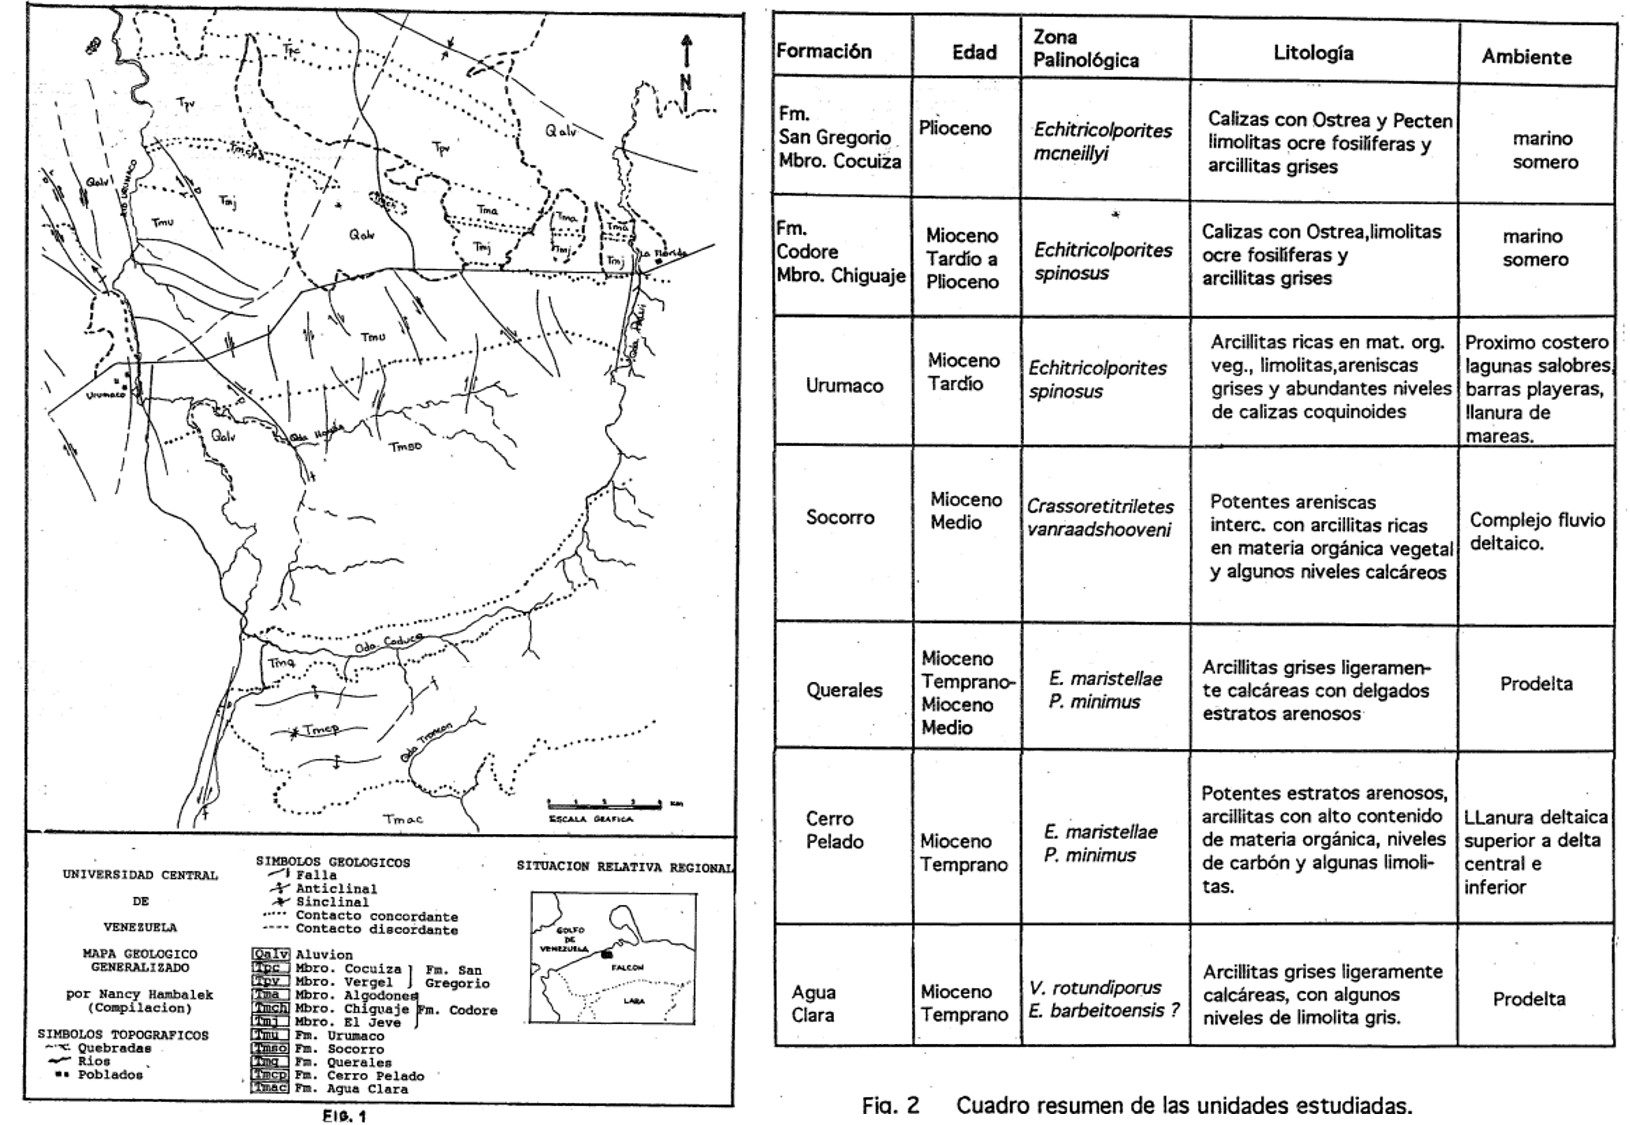 N
Tpc
Tpv
Qalv
Tpv
Tmch
Qalv
RIO URUMACO
Tmj
Tmu
Tma
Tma
Tma
Qalv
Tmj
Tmj
Tmj
La Florida
Tmu
Urumaco
Qalv
Tmso
Qda. Caduce
Tmq
Tmcp
Qda Troncon
Tmac
Km
ESCALA GRAFICA
UNIVERSIDAD CENTRAL
DE
VENEZUELA
MAPA GEOLOGICO
GENERALIZADO
por Nancy Hambalek
(Compilacion)
SIMBOLOS TOPOGRAFICOS
Quebradas
Rios
Poblados
SIMBOLOS GEOLOGICOS
Falla
Anticlinal
Sinclinal
Contacto concordante
Contacto discordante
Qalv Aluvion
Tpc Mbro. Cocuiza
Tpv Mbro. Vergel
Fm. San
Gregorio
Tma Mbro. Algodones
Tmch Mbro. Chiguaje
Tmj Mbro. El Jeve
Fm. Codore
Tmu Fm. Urumaco
Tmso Fm. Socorro
Tmq Fm. Querales
Tmcp Fm. Cerro Pelado
Tmac Fm. Agua Clara
SITUACION RELATIVA REGIONAL
GOLFO
DE
VENEZUELA
FALCON
LARA
FIG. 1
Formación
Edad
Zona
Palinológica
Litología
Ambiente
Fm.
San Gregorio
Mbro. Cocuiza
Plioceno
Echitricolporites
mcneillyi
Calizas con Ostrea y Pecten
limolitas ocre fosilíferas y
arcillitas grises
marino
somero
Fm.
Codore
Mbro. Chiguaje
Mioceno
Tardío a
Plioceno
Echitricolporites
spinosus
Calizas con Ostrea,limolitas
ocre fosilíferas y
arcillitas grises
marino
somero
Urumaco
Mioceno
Tardío
Echitricolporites
spinosus
Arcillitas ricas en mat. org.
veg., limolitas,areniscas
grises y abundantes niveles
de calizas coquinoides
Proximo costero
lagunas salobres,
barras playeras,
llanura de
mareas.
Socorro
Mioceno
Medio
Crassoretitriletes
vanraadshooveni
Potentes areniscas
interc. con arcillitas ricas
en materia orgánica vegetal
y algunos niveles calcáreos
Complejo fluvio
deltaico.
Querales
Mioceno
Temprano-
Mioceno
Medio
E. maristellae
P. minimus
Arcillitas grises ligeramen-
te calcáreas con delgados
estratos arenosos
Prodelta
Cerro
Pelado
Mioceno
Temprano
E. maristellae
P. minimus
Potentes estratos arenosos,
arcillitas con alto contenido
de materia orgánica, niveles
de carbón y algunas limoli-
tas.
LLanura deltaica
superior a delta
central e
inferior
Agua
Clara
Mioceno
Temprano
V. rotundiporus
E. barbeitoensis ?
Arcillitas grises ligeramente
calcáreas, con algunos
niveles de limolita gris.
Prodelta
Fig. 2 Cuadro resumen de las unidades estudiadas.